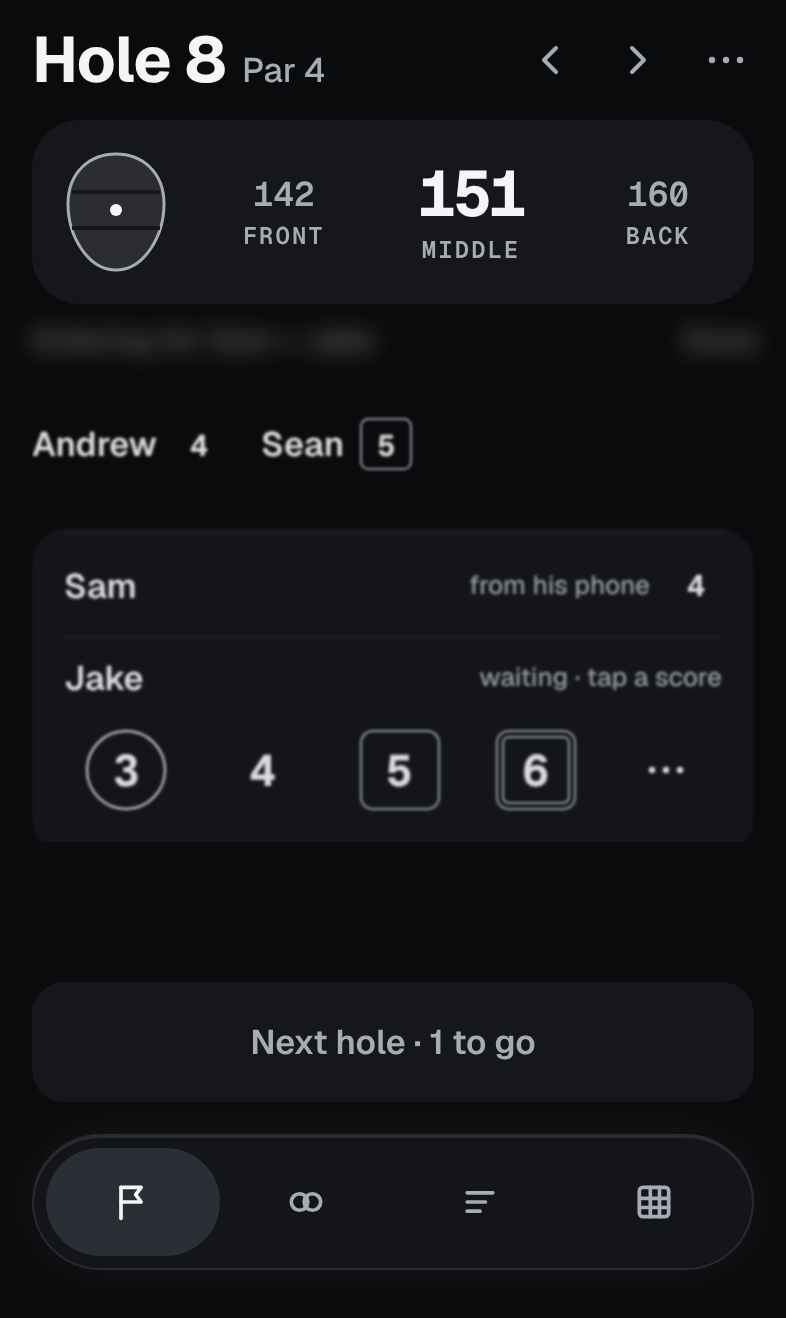 Hole 8 Par 4
142 151 160
FRONT MIDDLE BACK
Andrew 4 Sean 5
Sam from his phone 4
Jake waiting · tap a score
3 4 5 6 ...
Next hole · 1 to go